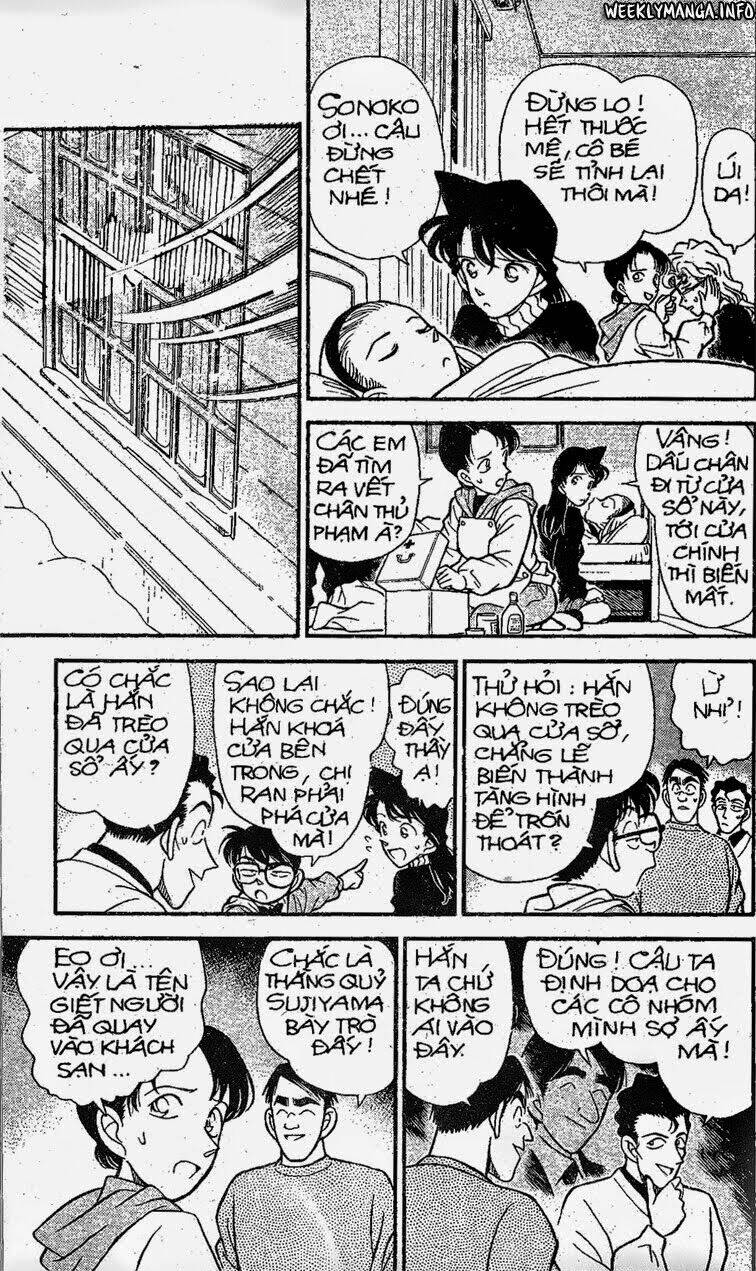 WEEKLYMANGA.INFO
SONOKO
ƠI... CẬU
ĐỪNG
CHẾT
NHÉ!
ĐỪNG LO!
HẾT THUỐC
MÊ, CÔ BÉ
SẼ TỈNH LẠI
THÔI MÀ!
ÚI
DA!
CÁC EM
ĐÃ TÌM
RA VẾT
CHÂN THỦ
PHẠM À?
VÂNG!
DẤU CHÂN
ĐI TỪ CỬA
SỔ NÀY,
TỚI CỬA
CHÍNH
THÌ BIẾN
MẤT.
CÓ CHẮC
LÀ HẮN
ĐÃ TRÈO
QUA CỬA
SỔ ẤY?
SAO LẠI
KHÔNG CHẮC!
HẮN KHOÁ
CỬA BÊN
TRONG, CHỊ
RAN PHẢI
PHÁ CỬA
MÀ!
ĐÚNG
ĐẤY,
THẦY
Ạ!
THỬ HỎI: HẮN
KHÔNG TRÈO
QUA CỬA SỔ,
CHẲNG LẼ
BIẾN THÀNH
TÀNG HÌNH
ĐỂ TRỐN
THOÁT?
Ừ
NHỈ!
EO ƠI...
VẬY LÀ TÊN
GIẾT NGƯỜI
ĐÃ QUAY
VÀO KHÁCH
SẠN...
CHẮC LÀ
THẰNG QUỶ
SUJIYAMA
BÀY TRÒ
ĐẤY!
HẮN
TA CHỨ
KHÔNG
AI VÀO
ĐÂY.
ĐÚNG! CẬU TA
ĐỊNH DỌA CHO
CÁC CÔ NHÓM
MÌNH SỢ ẤY
MÀ!